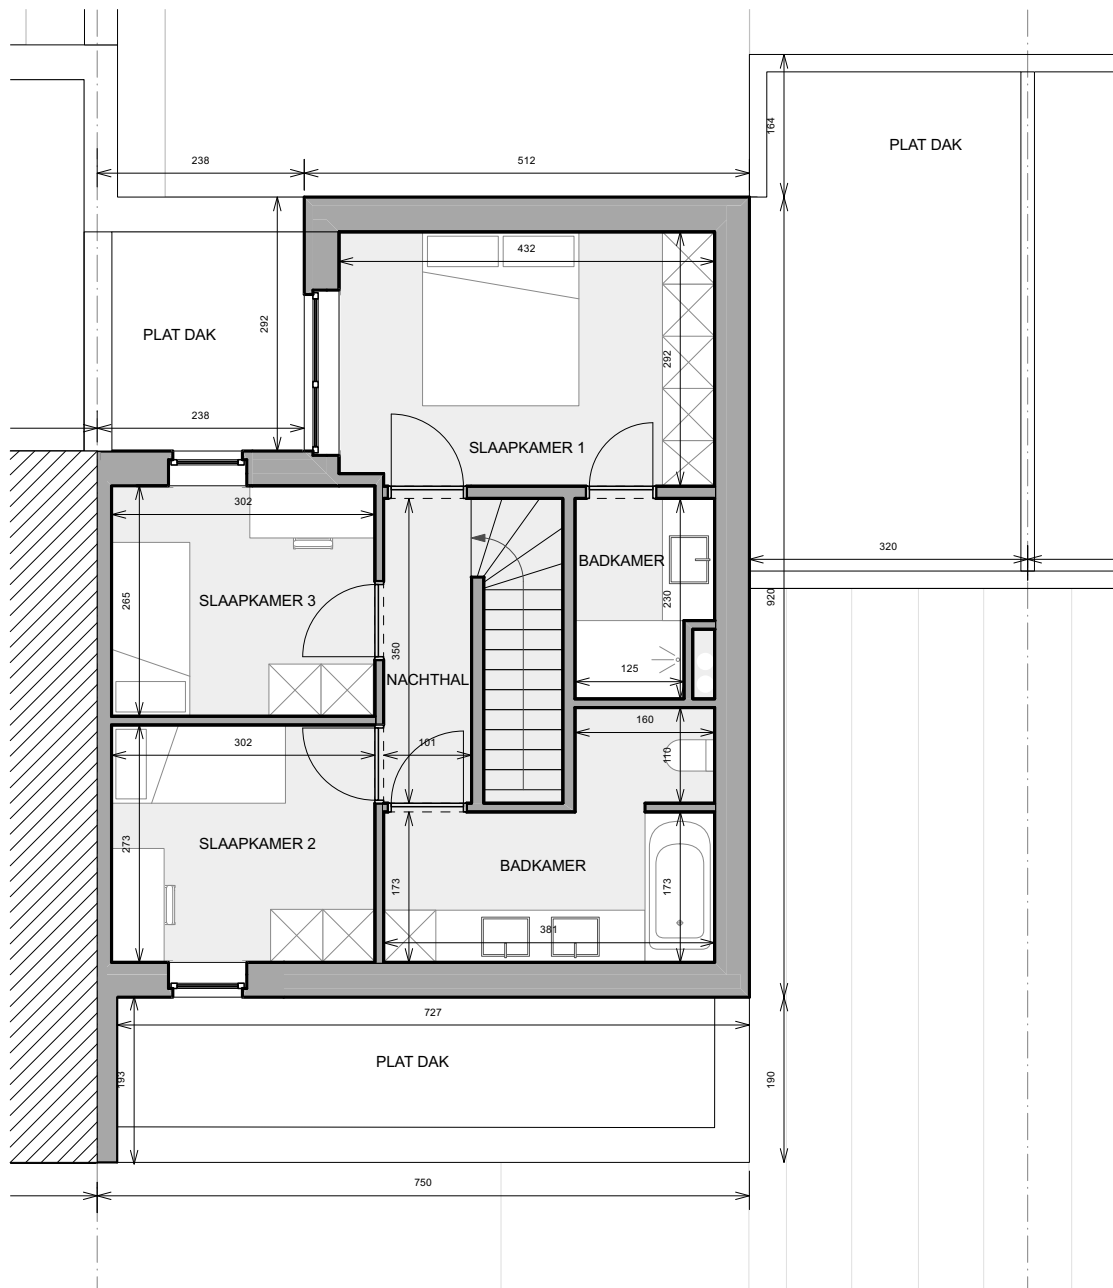 164
PLAT DAK
238
512
432
292
PLAT DAK
292
238
SLAAPKAMER 1
302
320
BADKAMER
265
SLAAPKAMER 3
230
920
350
125
NACHTHAL
160
302
101
110
273
SLAAPKAMER 2
BADKAMER
173
173
381
727
PLAT DAK
193
190
750